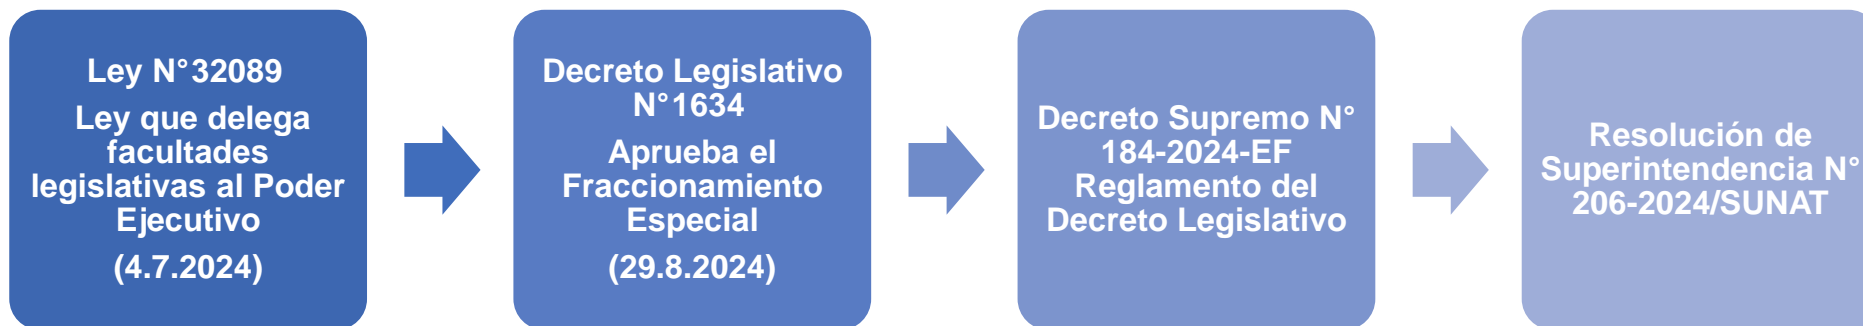 Ley N°32089
Ley que delega
facultades
legislativas al Poder
Ejecutivo
(4.7.2024)
Decreto Legislativo
N°1634
Aprueba el
Fraccionamiento
Especial
(29.8.2024)
Decreto Supremo N°
184-2024-EF
Reglamento del
Decreto Legislativo
Resolución de
Superintendencia N°
206-2024/SUNAT